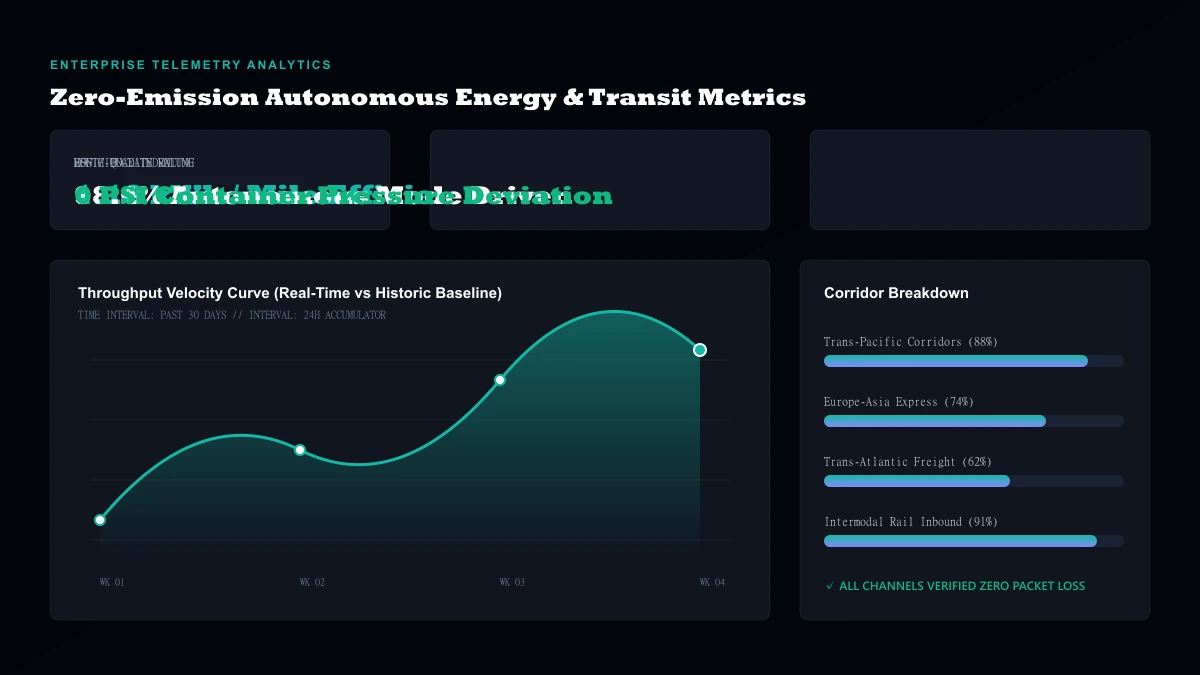 ENTERPRISE TELEMETRY ANALYTICS
Zero-Emission Autonomous Energy & Transit Metrics
Deviation
Throughput Velocity Curve (Real-Time vs Historic Baseline)
TIME INTERVAL: PAST 30 DAYS // INTERVAL: 24H ACCUMULATOR
WK 01
WK 02
WK 03
WK 04
Corridor Breakdown
Trans-Pacific Corridors (88%)
Europe-Asia Express (74%)
Trans-Atlantic Freight (62%)
Intermodal Rail Inbound (91%)
✓ ALL CHANNELS VERIFIED ZERO PACKET LOSS